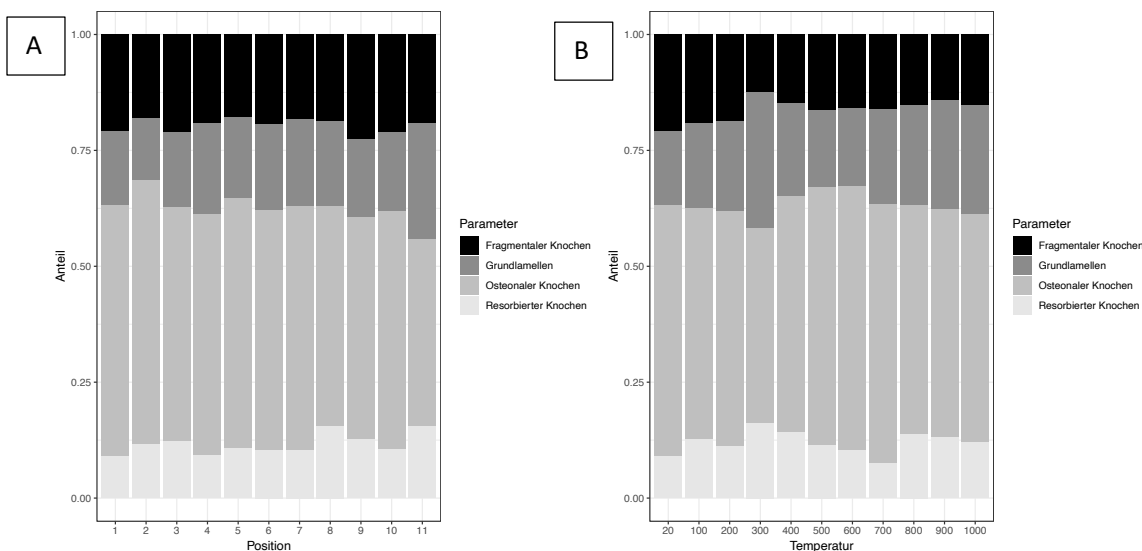 A
Anteil
1.00
0.75
0.50
0.25
0.00
1 2 3 4 5 6 7 8 9 10 11
Position
Parameter
Fragmentaler Knochen
Grundlamellen
Osteonaler Knochen
Resorbierter Knochen
B
Anteil
1.00
0.75
0.50
0.25
0.00
20 100 200 300 400 500 600 700 800 900 1000
Temperatur
Parameter
Fragmentaler Knochen
Grundlamellen
Osteonaler Knochen
Resorbierter Knochen